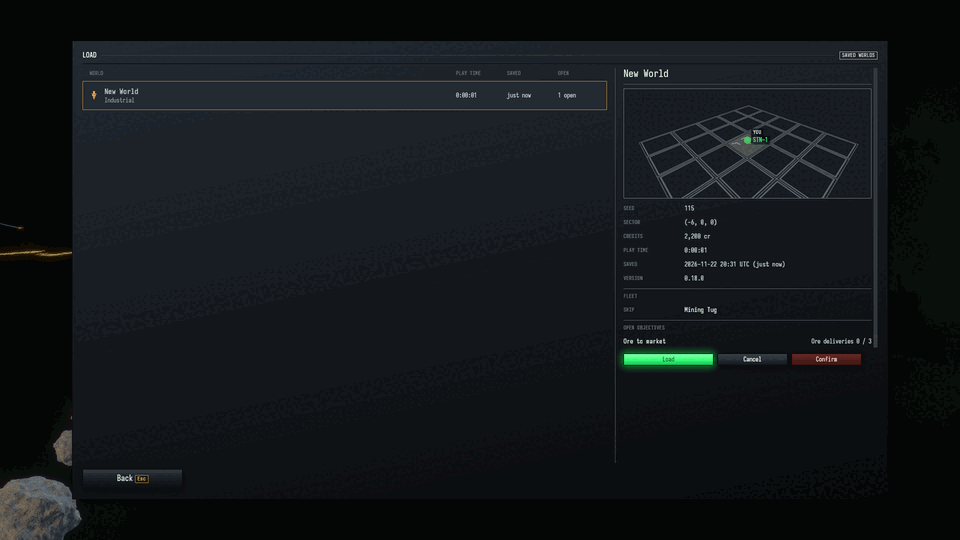 LOAD
SAVED WORLDS
WORLD PLAY TIME SAVED OPEN
New World
Industrial
0:00:01 just now 1 open
New World
YOU
STN-1
SEED 115
SECTOR (-6, 0, 0)
CREDITS 2,200 cr
PLAY TIME 0:00:01
SAVED 2026-11-22 20:31 UTC (just now)
VERSION 0.18.0
FLEET
SHIP Mining Tug
OPEN OBJECTIVES
Ore to market Ore deliveries 0 / 3
Load Cancel Confirm
Back Esc